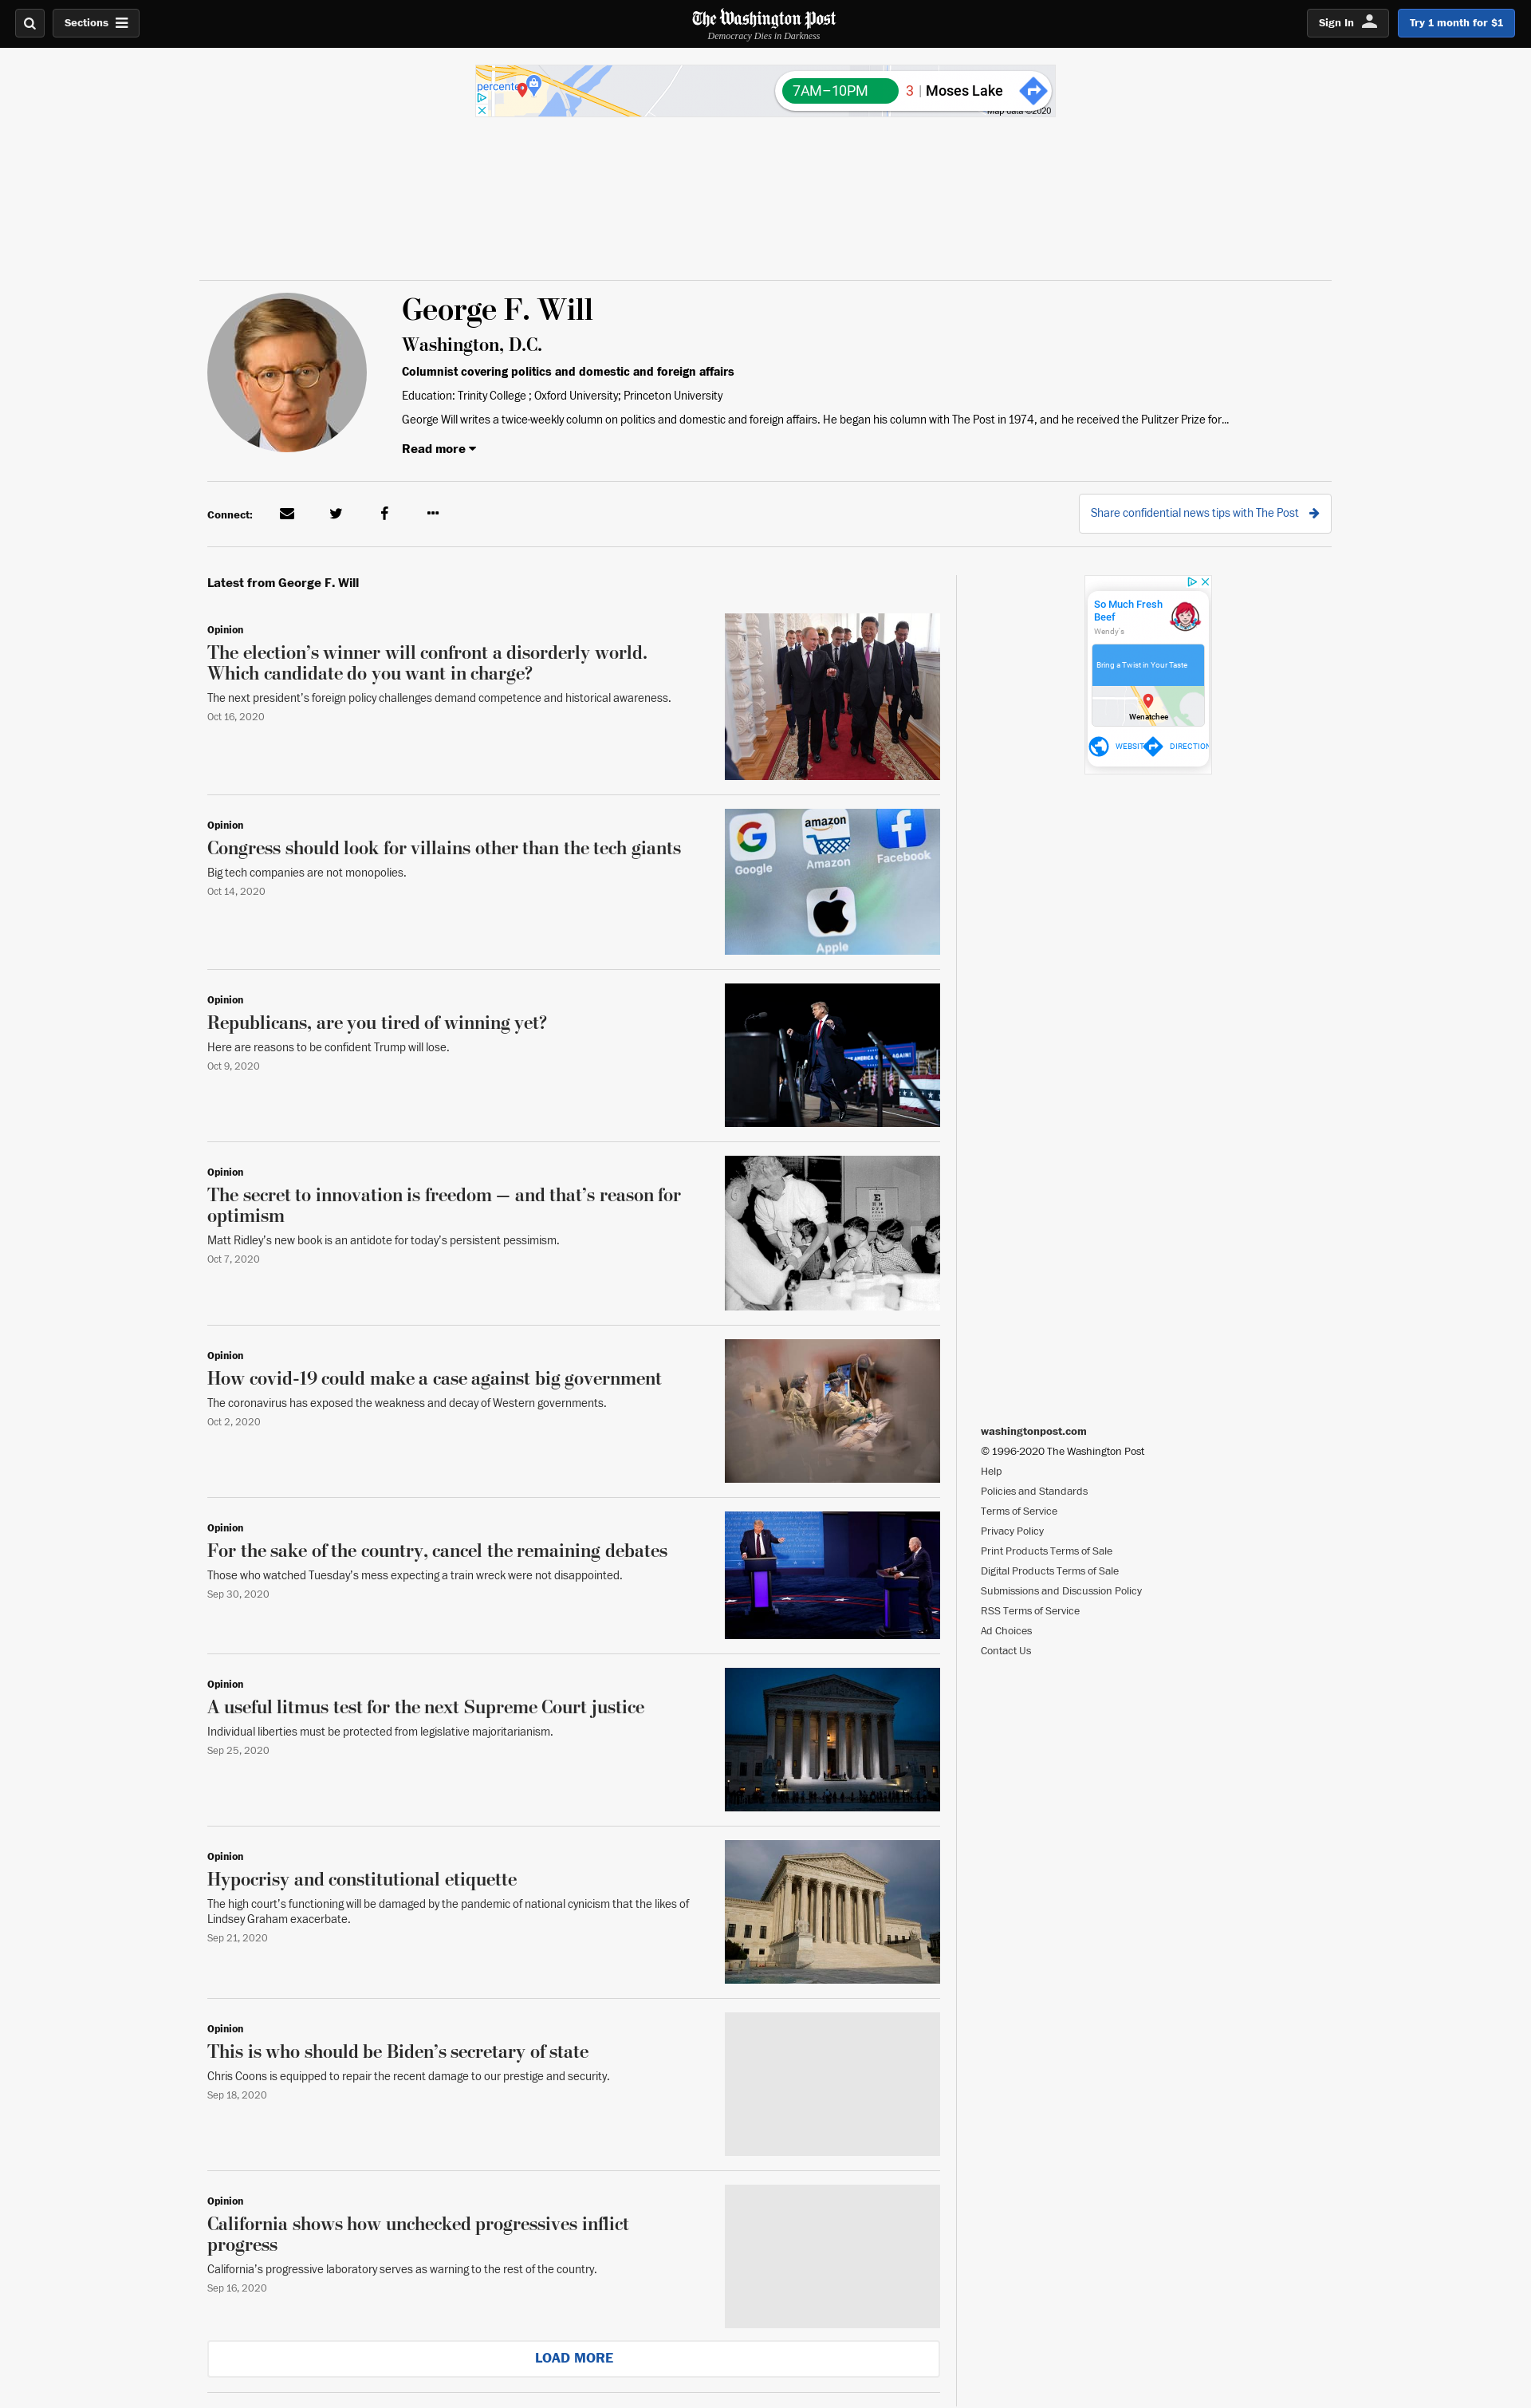 Sections
The Washington Post
Democracy Dies in Darkness
Sign In
Try 1 month for $1
percente
7AM–10PM
3 | Moses Lake
Map data ©2020
George F. Will
Washington, D.C.
Columnist covering politics and domestic and foreign affairs
Education: Trinity College ; Oxford University; Princeton University
George Will writes a twice-weekly column on politics and domestic and foreign affairs. He began his column with The Post in 1974, and he received the Pulitzer Prize for...
Read more
Connect:
Share confidential news tips with The Post
Latest from George F. Will
Opinion
The election’s winner will confront a disorderly world.
Which candidate do you want in charge?
The next president’s foreign policy challenges demand competence and historical awareness.
Oct 16, 2020
So Much Fresh
Beef
Wendy's
Bring a Twist in Your Taste
Wenatchee
WEBSIT
DIRECTION
Opinion
Congress should look for villains other than the tech giants
Big tech companies are not monopolies.
Oct 14, 2020
amazon
Google
Amazon
Facebook
Apple
Opinion
Republicans, are you tired of winning yet?
Here are reasons to be confident Trump will lose.
Oct 9, 2020
AMERICA GREAT AGAIN!
Opinion
The secret to innovation is freedom — and that’s reason for
optimism
Matt Ridley’s new book is an antidote for today’s persistent pessimism.
Oct 7, 2020
Opinion
How covid-19 could make a case against big government
The coronavirus has exposed the weakness and decay of Western governments.
Oct 2, 2020
Opinion
For the sake of the country, cancel the remaining debates
Those who watched Tuesday’s mess expecting a train wreck were not disappointed.
Sep 30, 2020
Opinion
A useful litmus test for the next Supreme Court justice
Individual liberties must be protected from legislative majoritarianism.
Sep 25, 2020
Opinion
Hypocrisy and constitutional etiquette
The high court’s functioning will be damaged by the pandemic of national cynicism that the likes of
Lindsey Graham exacerbate.
Sep 21, 2020
Opinion
This is who should be Biden’s secretary of state
Chris Coons is equipped to repair the recent damage to our prestige and security.
Sep 18, 2020
Opinion
California shows how unchecked progressives inflict
progress
California’s progressive laboratory serves as warning to the rest of the country.
Sep 16, 2020
LOAD MORE
washingtonpost.com
© 1996-2020 The Washington Post
Help
Policies and Standards
Terms of Service
Privacy Policy
Print Products Terms of Sale
Digital Products Terms of Sale
Submissions and Discussion Policy
RSS Terms of Service
Ad Choices
Contact Us